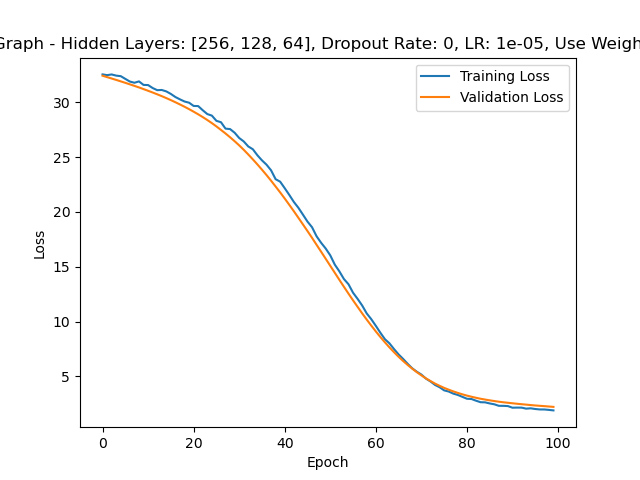 Graph - Hidden Layers: [256, 128, 64], Dropout Rate: 0, LR: 1e-05, Use
Training Loss
Validation Loss
30
25
20
15
10
5
Loss
0 20 40 60 80 100
Epoch